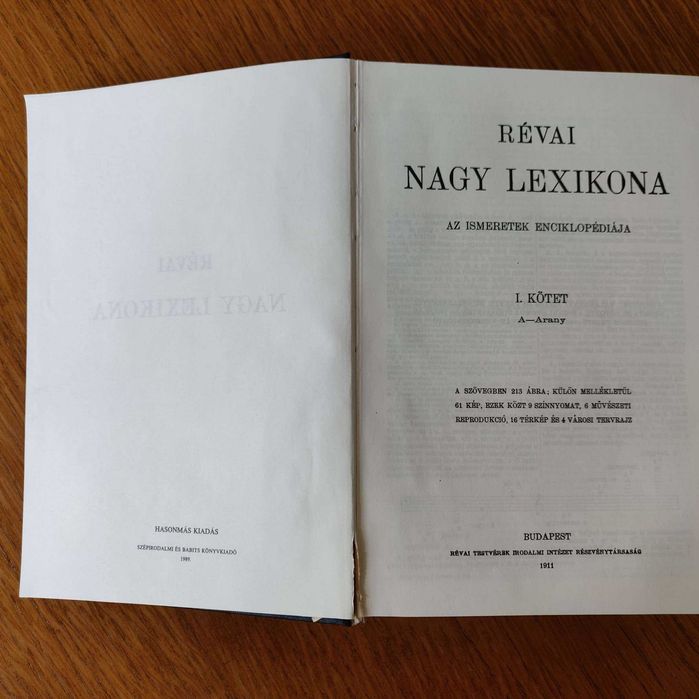 RÉVAI
NAGY LEXIKONA
HASONMÁS KIADÁS
SZÉPIRODALMI ÉS BABITS KÖNYVKIADÓ
1989.
RÉVAI
NAGY LEXIKONA
AZ ISMERETEK ENCIKLOPÉDIÁJA
I. KÖTET
A—Arany
A SZÖVEGBEN 213 ÁBRA; KÜLÖN MELLÉKLETÜL
61 KÉP, EZEK KÖZT 9 SZÍNNYOMAT, 6 MŰVÉSZETI
REPRODUKCIÓ, 16 TÉRKÉP ÉS 4 VÁROSI TERVRAJZ
BUDAPEST
RÉVAI TESTVÉREK IRODALMI INTÉZET RÉSZVÉNYTÁRSASÁG
1911